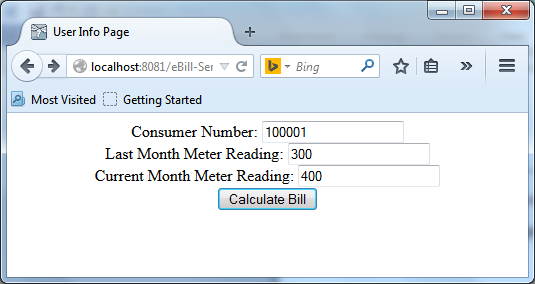 User Info Page
localhost:8081/eBill-Ser
Bing
Most Visited Getting Started
Consumer Number: 100001
Last Month Meter Reading: 300
Current Month Meter Reading: 400
Calculate Bill